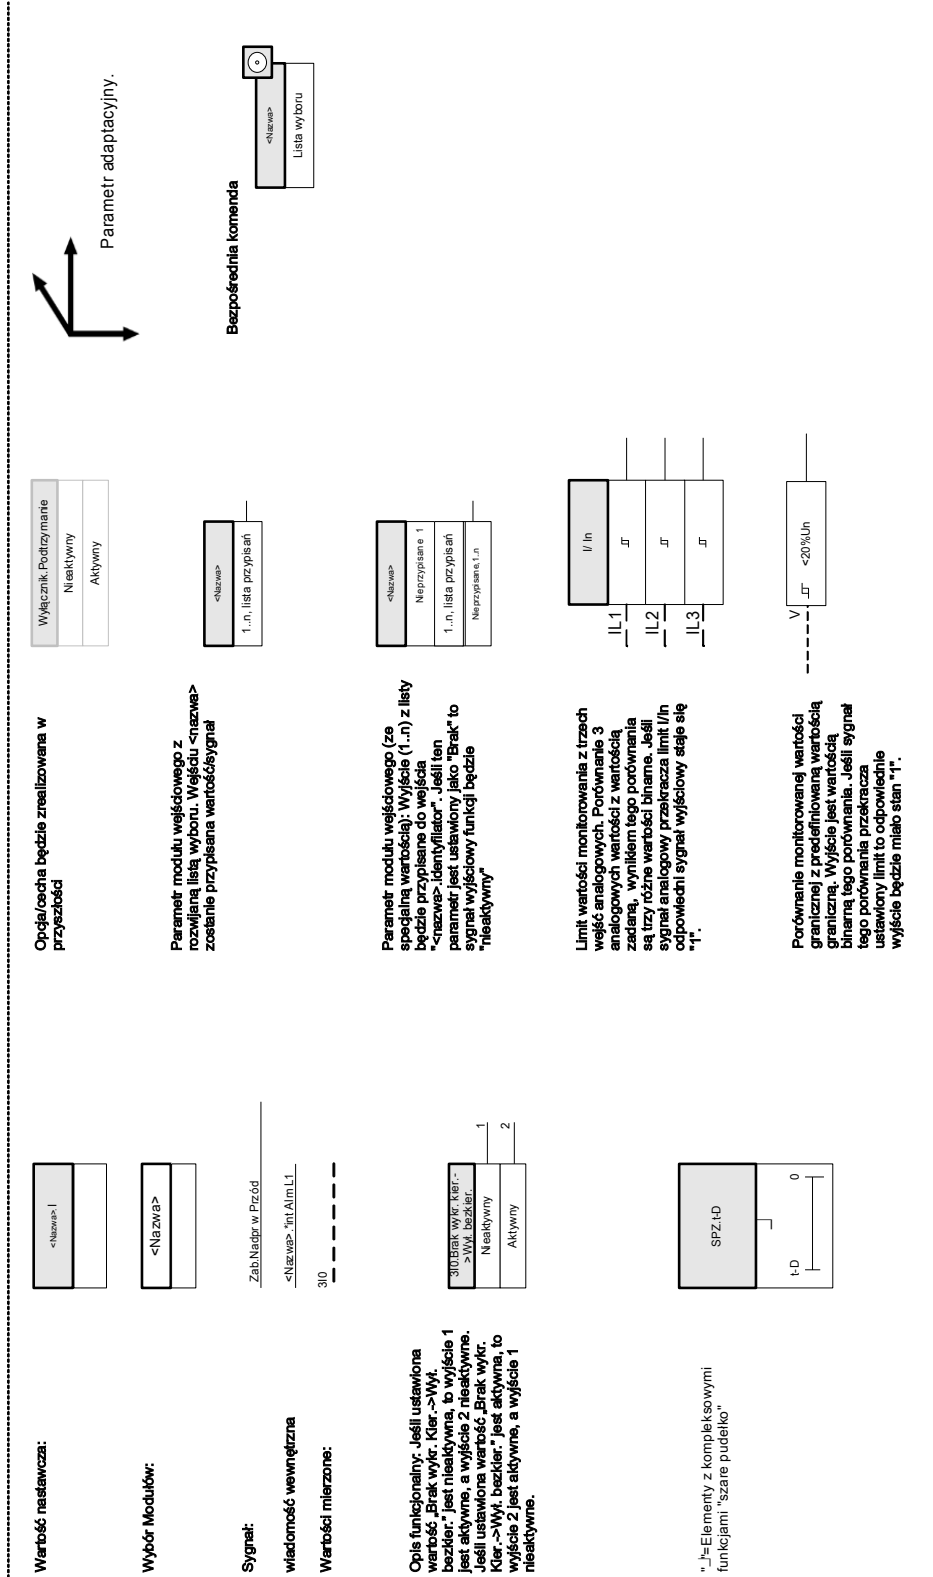 Wartość nastawcza:
<Nazwa>.I
Wybór Modułów:
<Nazwa>
Sygnał:
Zab.Nadpr w Przód
wiadomość wewnętrzna
<Nazwa>.*int Alm L1
Wartości mierzone:
3I0
Opis funkcjonalny: Jeśli ustawiona
wartość „Brak wykr. Kier.->Wył.
bezkier.” jest nieaktywna, to wyjście 1
jest aktywne, a wyjście 2 nieaktywne.
Jeśli ustawiona wartość „Brak wykr.
Kier.->Wył. bezkier.” jest aktywna, to
wyjście 2 jest aktywne, a wyjście 1
nieaktywne.
3I0.Brak wykr. kier.-
>Wył. bezkier.
Nieaktywny
1
Aktywny
2
"_|"=Elementy z kompleksowymi
funkcjami "szare pudełko"
SPZ.t-D
t-D
0
Opcja/cecha będzie zrealizowana w
przyszłości
Wyłącznik.Podtrzymanie
Nieaktywny
Aktywny
Parametr modułu wejściowego z
rozwijaną listą wyboru. Wejściu <nazwa>
zostanie przypisana wartość/sygnał
<Nazwa>
1..n, lista przypisań
Parametr modułu wejściowego (ze
specjalną wartością): Wyjście (1..n) z listy
będzie przypisane do wejścia
"<nazwa>.identyfilator". Jeśli ten
parametr jest ustawiony jako "Brak" to
sygnał wyjściowy funkcji będzie
"nieaktywny"
<Nazwa>
Nieprzypisane 1
1..n, lista przypisań
Nieprzypisane,1..n
Limit wartości monitorowania z trzech
wejść analogowych. Porównanie 3
analogowych wartości z wartością
zadaną, wynikiem tego porównania
są trzy różne wartości binarne. Jeśli
sygnał analogowy przekracza limit I/In
odpowiedni sygnał wyjściowy staje się
"1".
I/ In
IL1
IL2
IL3
Porównanie monitorowanej wartości
granicznej z predefiniowaną wartością
graniczną. Wyjście jest wartością
binarną tego porównania. Jeśli sygnał
tego porównania przekracza
ustawiony limit to odpowiednie
wyjście będzie miało stan "1".
V
<20%Un
Parametr adaptacyjny.
Bezpośrednia komenda
<Nazwa>
Lista wyboru